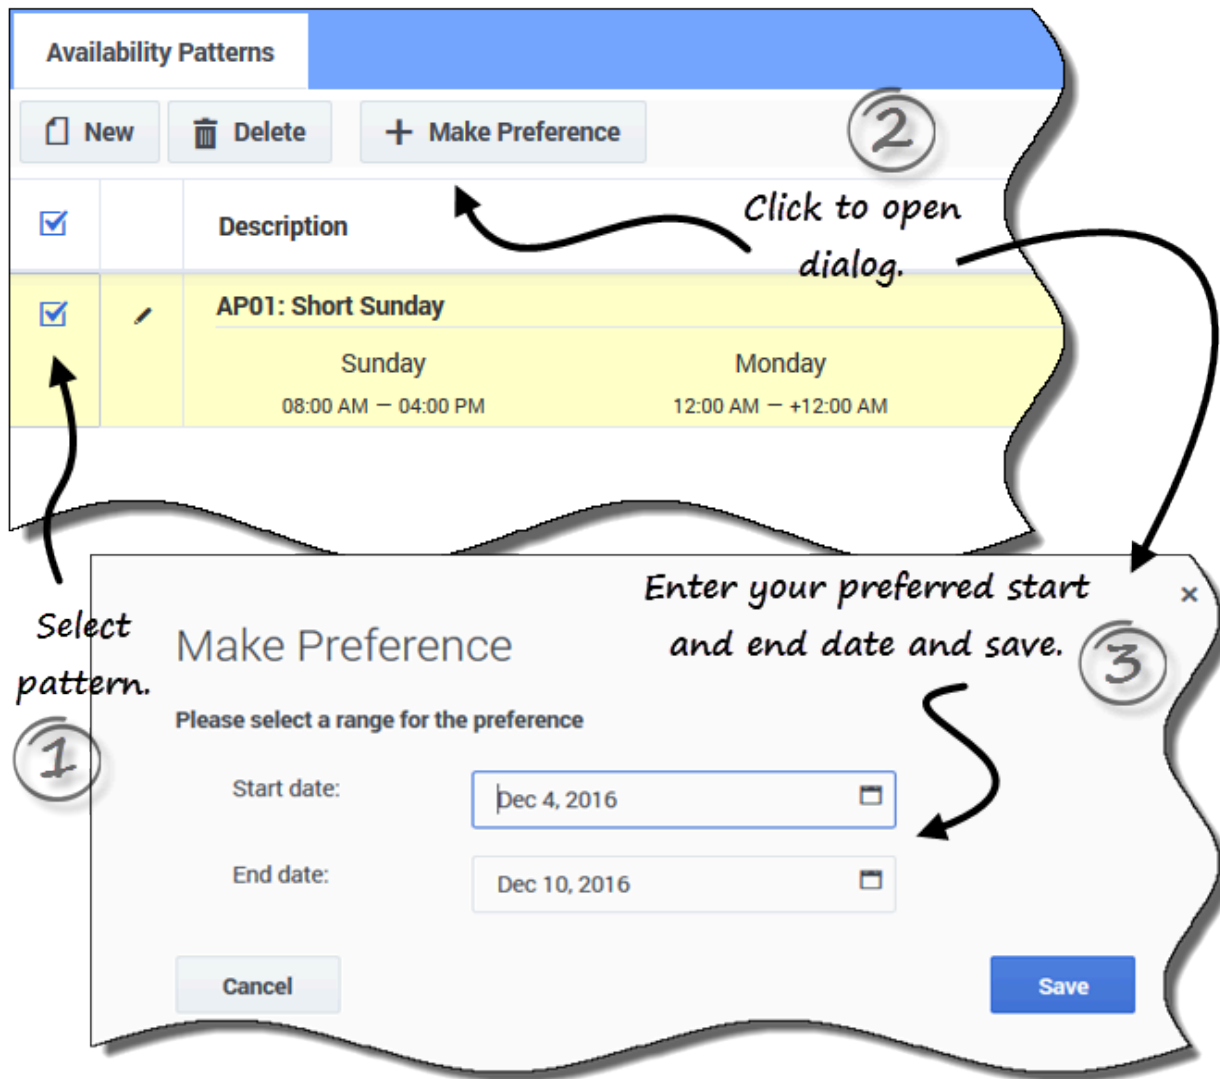 Availability Patterns
New Delete + Make Preference
2
Click to open
dialog.
Description
AP01: Short Sunday
Sunday Monday
08:00 AM — 04:00 PM 12:00 AM — +12:00 AM
Select
pattern.
1
Enter your preferred start
and end date and save.
3
×
Make Preference
Please select a range for the preference
Start date: Dec 4, 2016
End date: Dec 10, 2016
Cancel Save